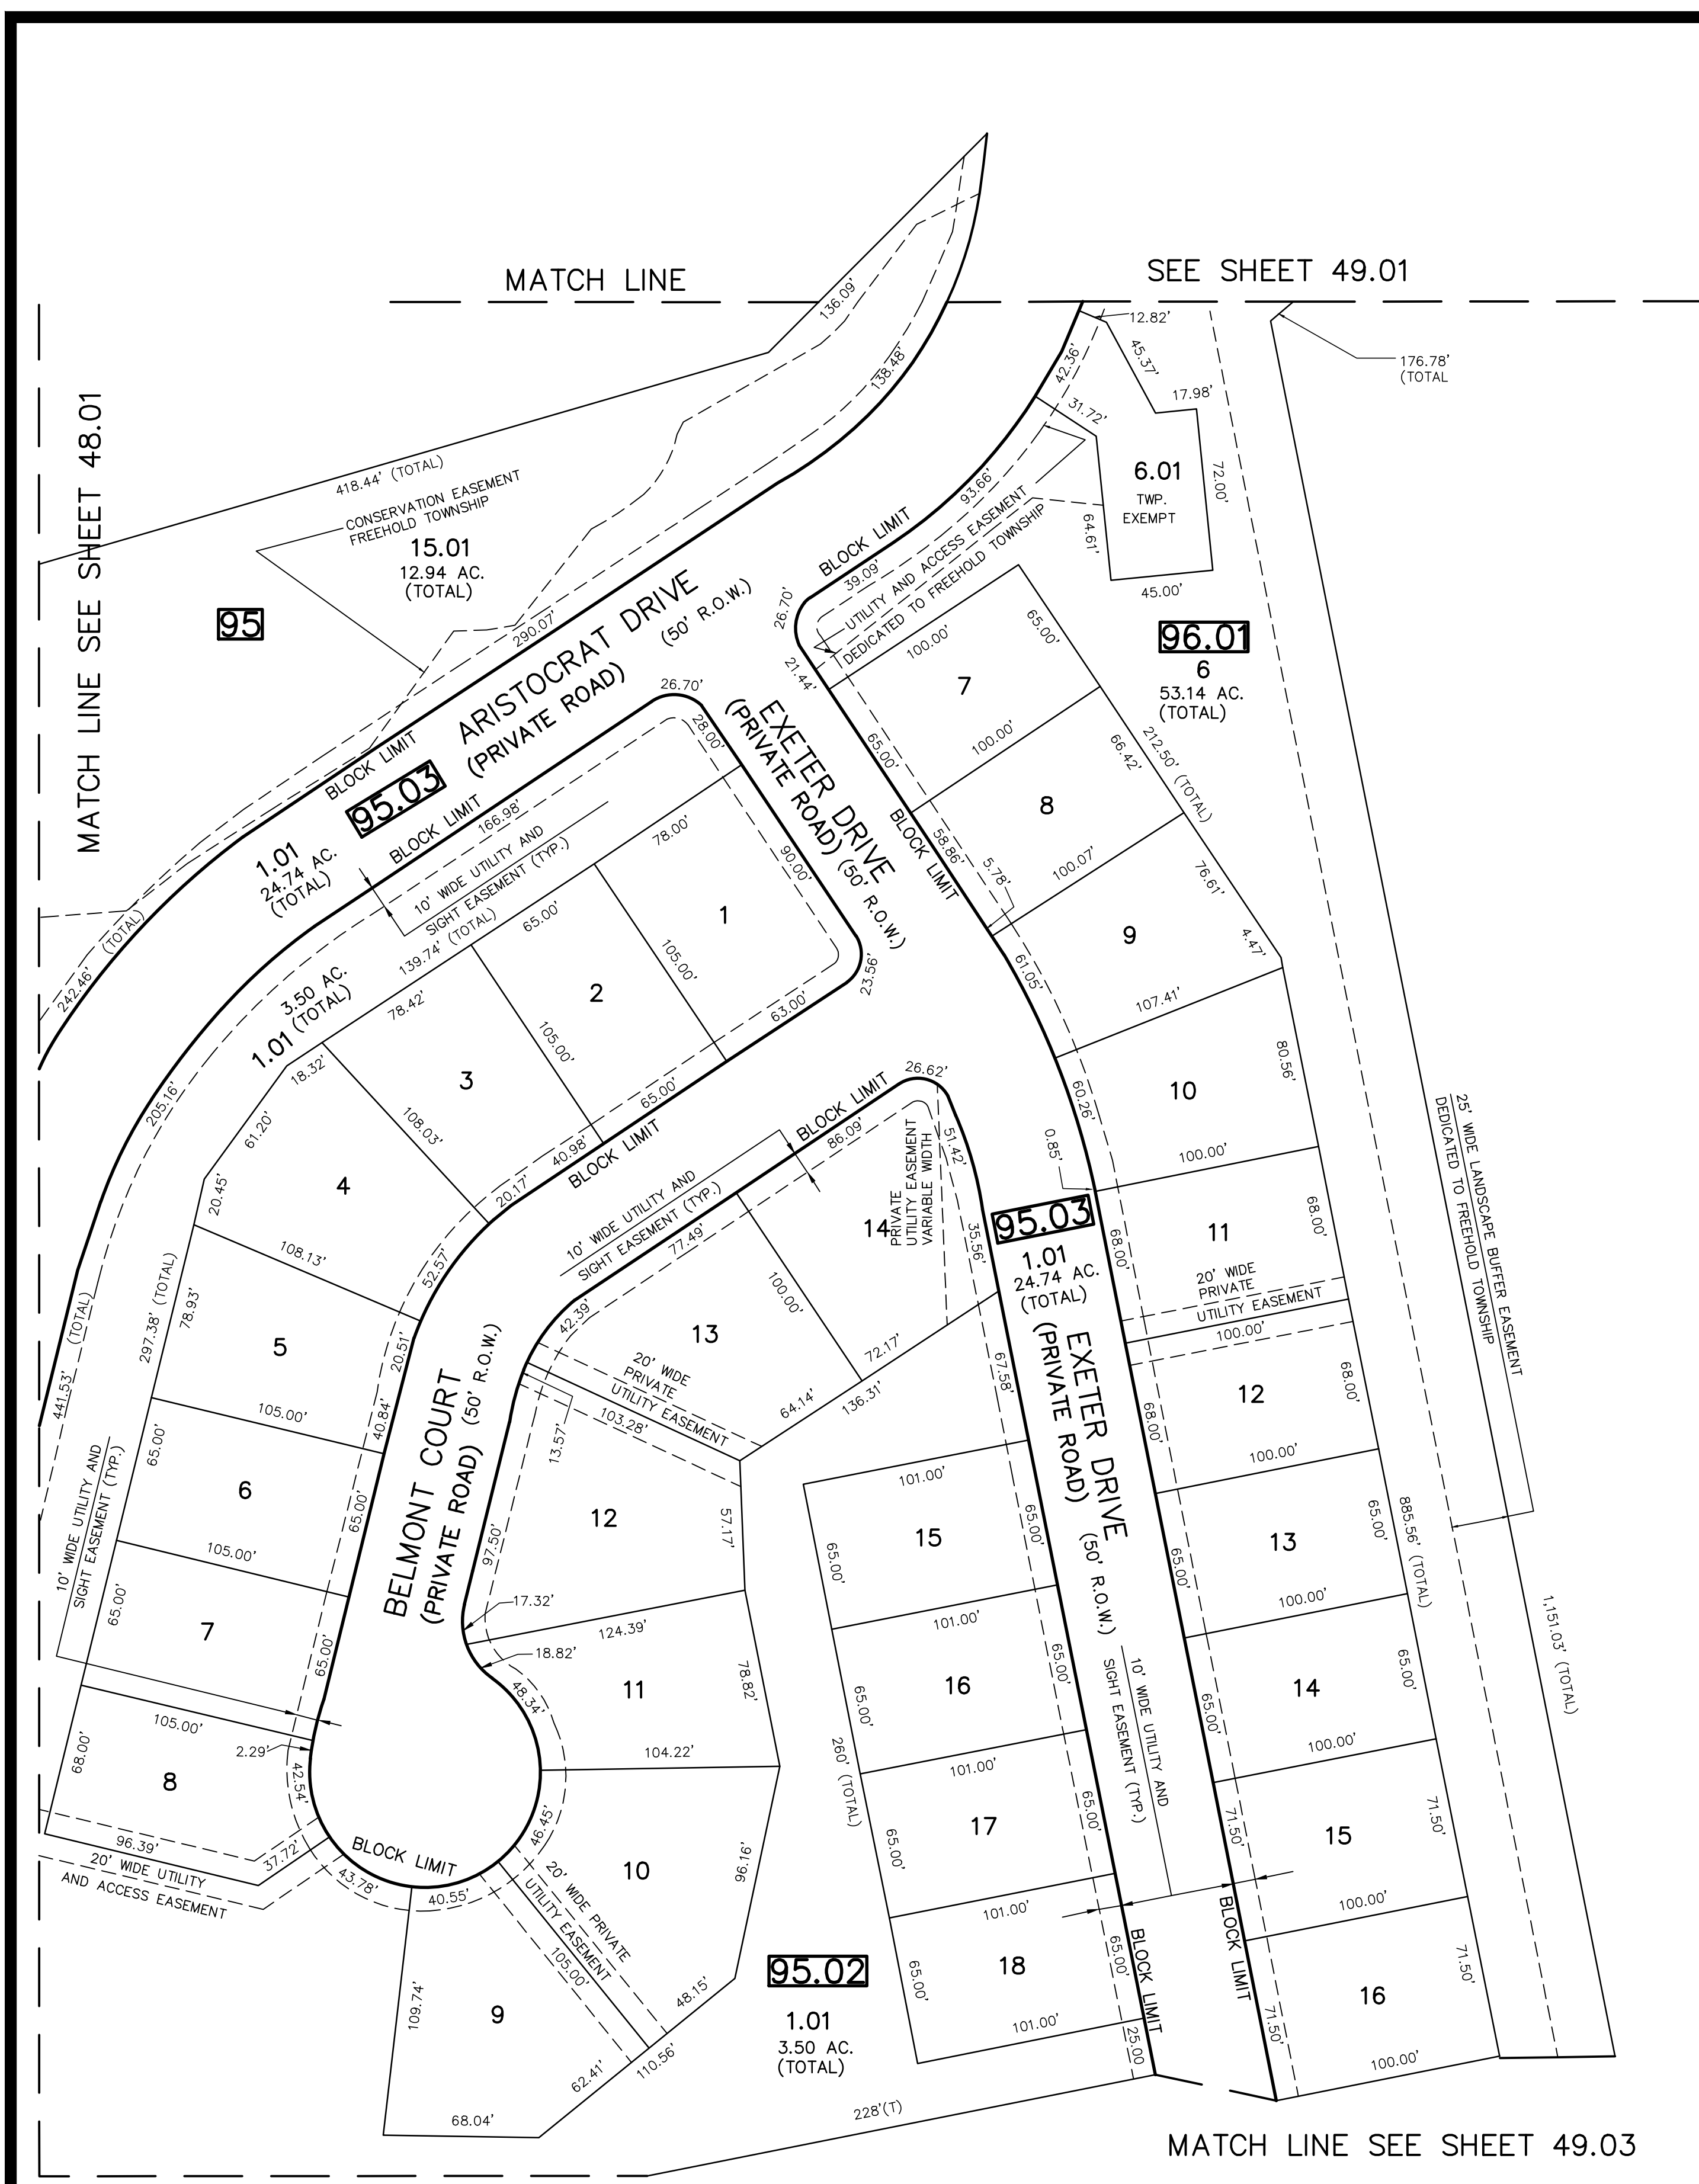 MATCH LINE
SEE SHEET 49.01
MATCH LINE SEE SHEET 48.01
136.09'
138.48'
418.44' (TOTAL)
CONSERVATION EASEMENT
FREEHOLD TOWNSHIP
15.01
12.94 AC.
(TOTAL)
95
290.07'
242.46' (TOTAL)
BLOCK LIMIT
ARISTOCRAT DRIVE
(PRIVATE ROAD)
(50' R.O.W.)
95.03
1.01
24.74 AC.
(TOTAL)
BLOCK LIMIT
166.98'
26.70'
28.00'
10' WIDE UTILITY AND
SIGHT EASEMENT (TYP.)
139.74' (TOTAL)
3.50 AC.
1.01 (TOTAL)
205.16'
441.53' (TOTAL)
12.82'
45.37'
42.36'
17.98'
31.72'
6.01
TWP.
EXEMPT
72.00'
64.61'
45.00'
176.78'
(TOTAL
93.66'
BLOCK LIMIT
39.09'
26.70'
21.44'
UTILITY AND ACCESS EASEMENT
DEDICATED TO FREEHOLD TOWNSHIP
96.01
6
53.14 AC.
(TOTAL)
100.00'
65.00'
7
65.00'
100.00'
66.42'
212.50' (TOTAL)
8
58.86'
5.78'
100.07'
76.61'
4.47'
9
61.05'
107.41'
80.56'
10
60.26'
0.85'
100.00'
68.00'
11
68.00'
20' WIDE
PRIVATE
UTILITY EASEMENT
100.00'
68.00'
12
68.00'
100.00'
65.00'
885.56' (TOTAL)
13
65.00'
100.00'
65.00'
14
65.00'
100.00'
71.50'
15
71.50'
100.00'
71.50'
16
71.50'
100.00'
25' WIDE LANDSCAPE BUFFER EASEMENT
DEDICATED TO FREEHOLD TOWNSHIP
1,151.03' (TOTAL)
EXETER DRIVE
(PRIVATE ROAD) (50' R.O.W.)
BLOCK LIMIT
78.00'
90.00'
1
105.00'
63.00'
23.56'
65.00'
2
105.00'
65.00'
78.42'
3
40.98'
BLOCK LIMIT
18.32'
108.03'
20.17'
61.20'
4
20.45'
52.57'
108.13'
78.93'
297.38' (TOTAL)
5
20.51'
40.84'
105.00'
65.00'
6
65.00'
105.00'
65.00'
7
65.00'
10' WIDE UTILITY AND
SIGHT EASEMENT (TYP.)
105.00'
2.29'
68.00'
8
42.54'
96.39'
37.72'
20' WIDE UTILITY
AND ACCESS EASEMENT
BELMONT COURT
(PRIVATE ROAD) (50' R.O.W.)
BLOCK LIMIT
43.78'
40.55'
46.45'
26.62'
BLOCK LIMIT
86.09'
10' WIDE UTILITY AND
SIGHT EASEMENT (TYP.)
77.49'
51.42'
PRIVATE
UTILITY EASEMENT
VARIABLE WIDTH
14
35.56'
100.00'
72.17'
42.39'
13
64.14'
136.31'
20' WIDE
PRIVATE
UTILITY EASEMENT
103.28'
13.57'
12
57.17'
97.50'
17.32'
124.39'
18.82'
48.34'
11
78.82'
104.22'
10
96.16'
20' WIDE PRIVATE
UTILITY EASEMENT
105.00'
48.15'
110.56'
62.41'
9
109.74'
68.04'
95.03
1.01
24.74 AC.
(TOTAL)
EXETER DRIVE
(PRIVATE ROAD)
(50' R.O.W.)
67.58'
101.00'
65.00'
15
65.00'
101.00'
65.00'
16
65.00'
260' (TOTAL)
101.00'
65.00'
17
65.00'
101.00'
65.00'
18
65.00'
101.00'
25.00
10' WIDE UTILITY AND
SIGHT EASEMENT (TYP.)
BLOCK LIMIT
BLOCK LIMIT
95.02
1.01
3.50 AC.
(TOTAL)
228'(T)
MATCH LINE SEE SHEET 49.03